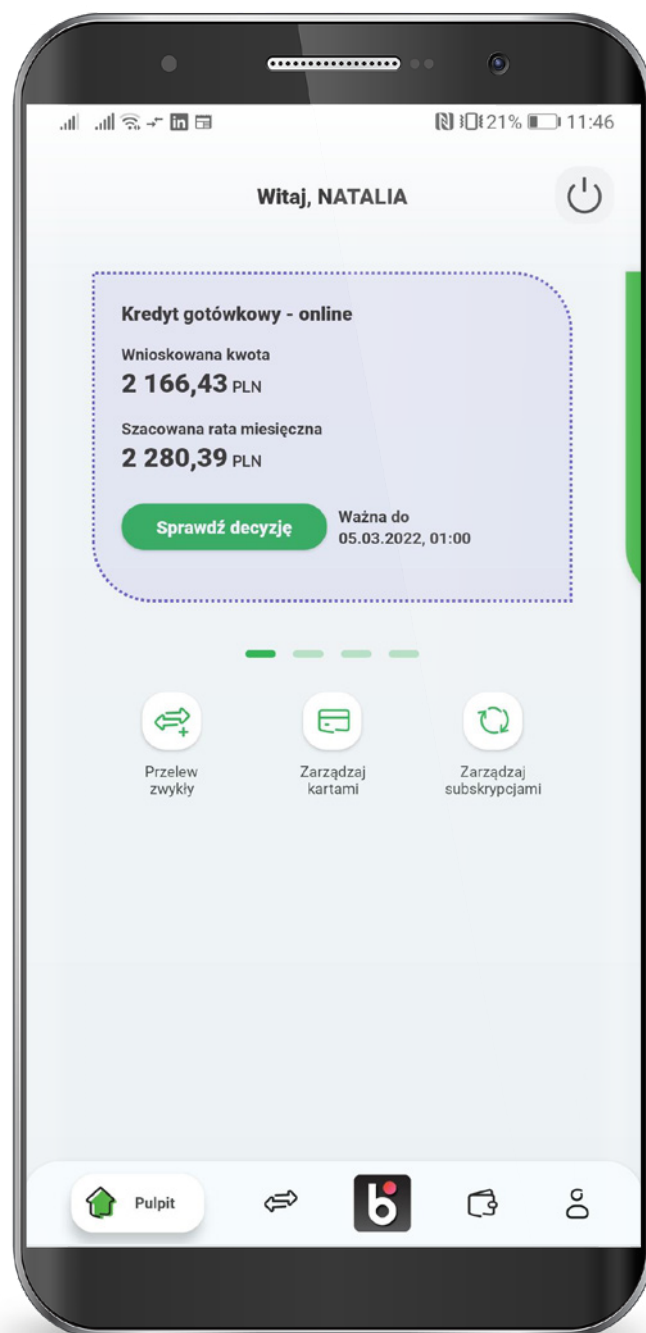 21% 11:46
Witaj, NATALIA
Kredyt gotówkowy - online
Wnioskowana kwota
2 166,43 PLN
Szacowana rata miesięczna
2 280,39 PLN
Sprawdź decyzję
Ważna do
05.03.2022, 01:00
Przelew
zwykły
Zarządzaj
kartami
Zarządzaj
subskrypcjami
Pulpit